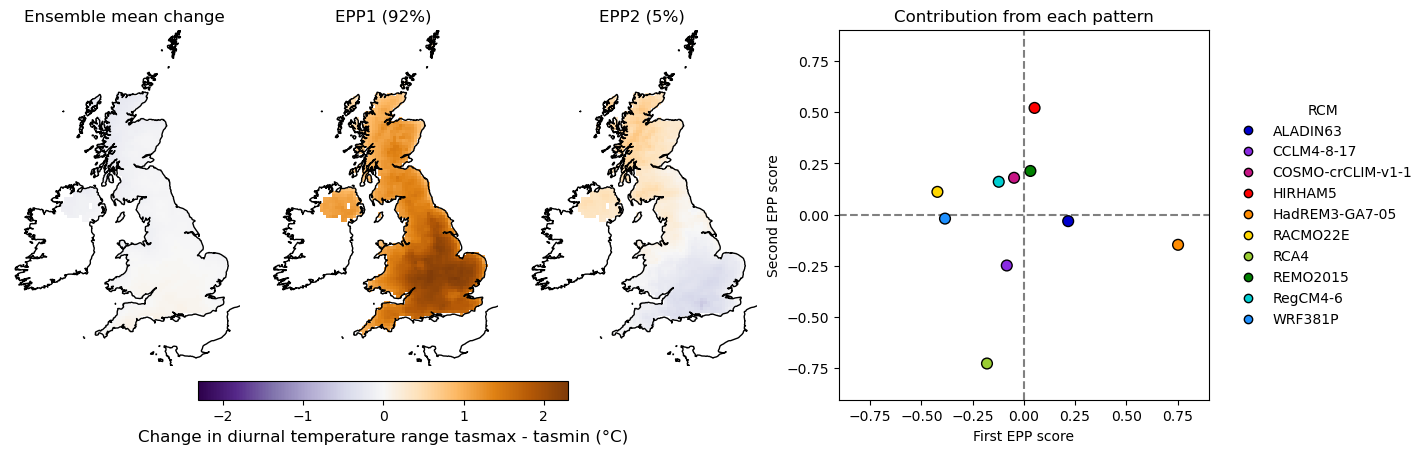 Ensemble mean change
EPP1 (92%)
EPP2 (5%)
Contribution from each pattern
−2
−1
0
1
2
Change in diurnal temperature range tasmax - tasmin (°C)
Second EPP score
0.75
0.50
0.25
0.00
−0.25
−0.50
−0.75
−0.75
−0.50
−0.25
0.00
0.25
0.50
0.75
First EPP score
RCM
ALADIN63
CCLM4-8-17
COSMO-crCLIM-v1-1
HIRHAM5
HadREM3-GA7-05
RACMO22E
RCA4
REMO2015
RegCM4-6
WRF381P